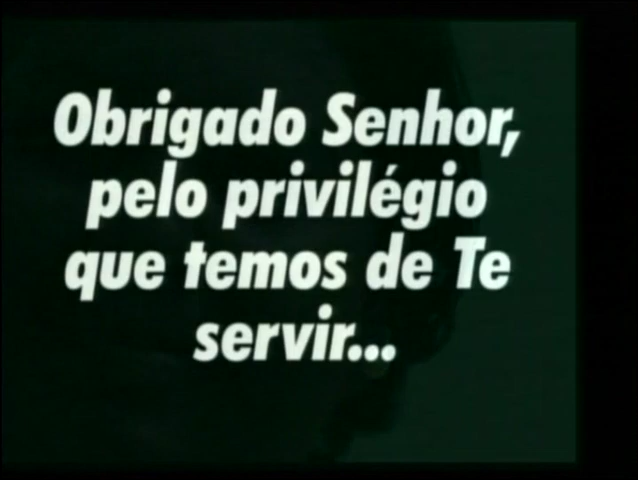 Obrigado Senhor,
pelo privilégio
que temos de Te
servir...